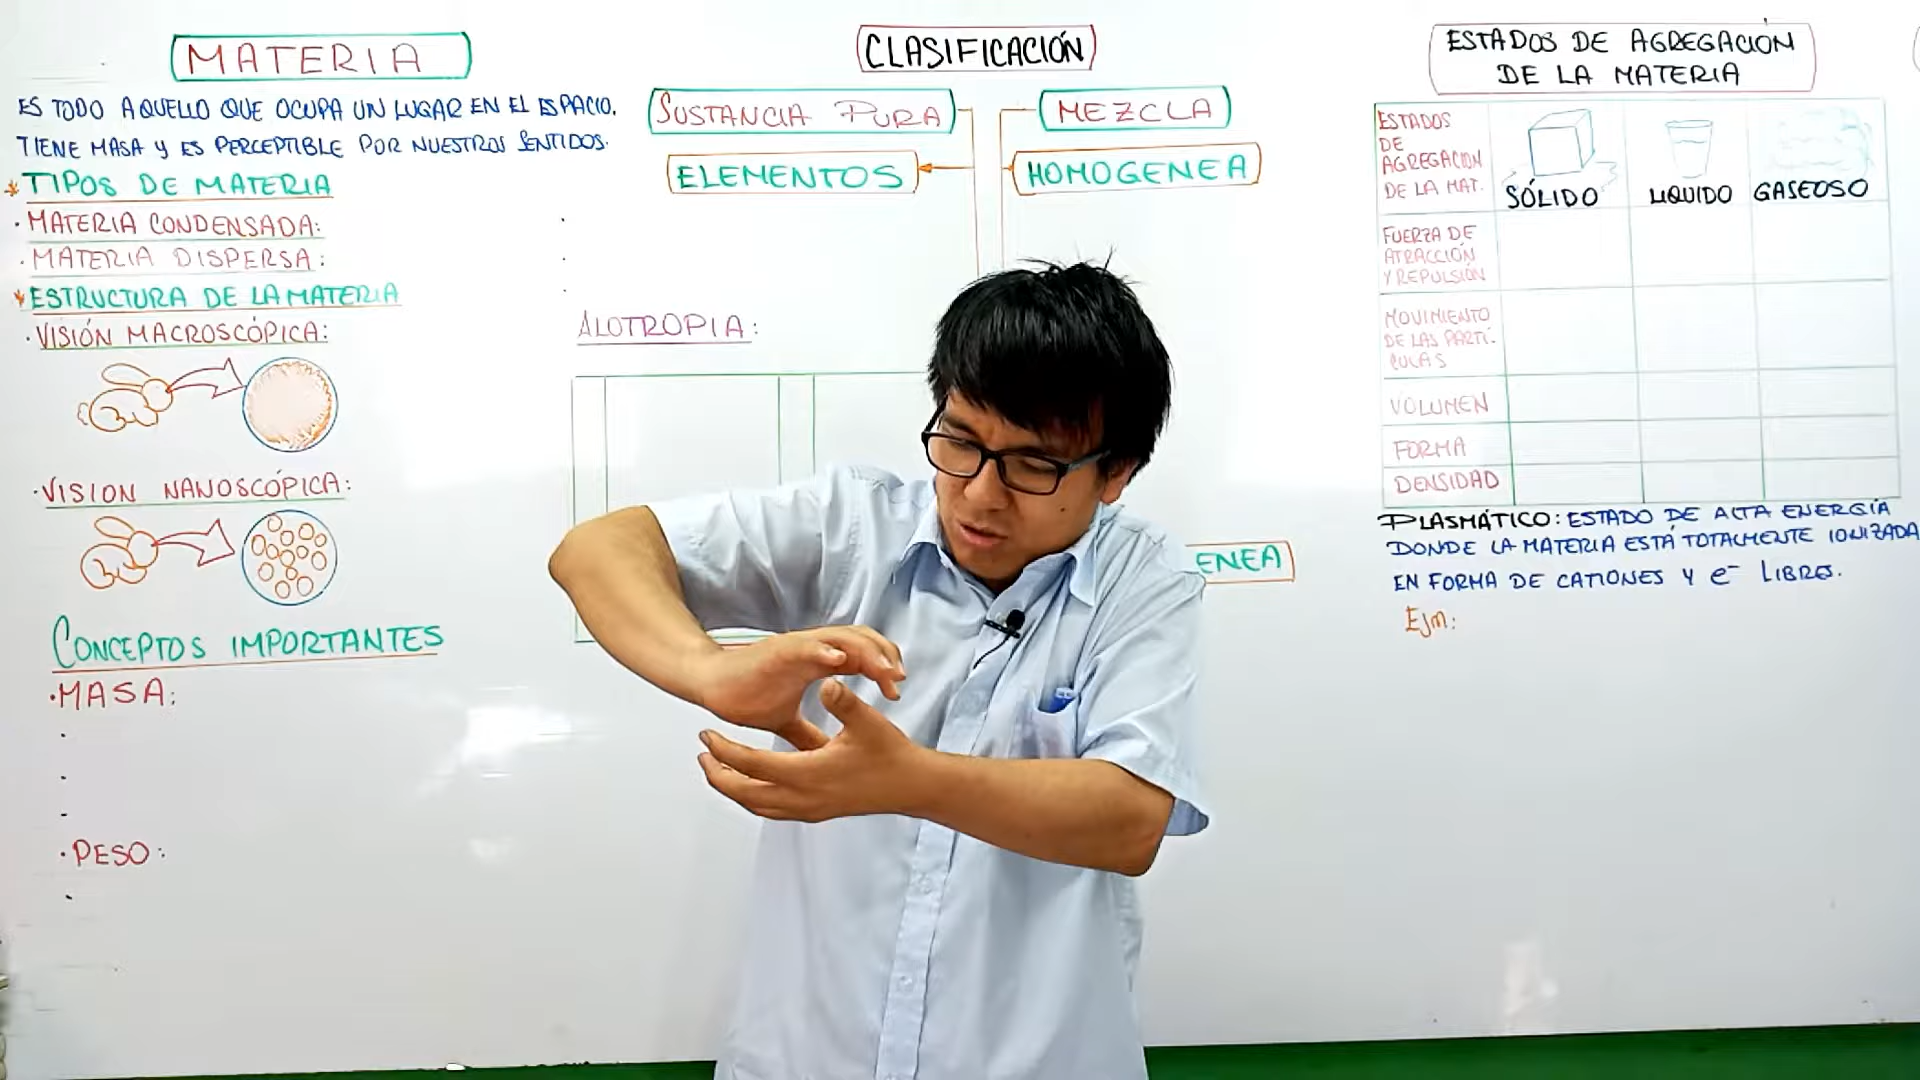 MATERIA
ES TODO AQUELLO QUE OCUPA UN LUGAR EN EL ESPACIO.
TIENE MASA Y ES PERCEPTIBLE POR NUESTROS SENTIDOS.
* TIPOS DE MATERIA
· MATERIA CONDENSADA:
· MATERIA DISPERSA:
* ESTRUCTURA DE LA MATERIA
· VISIÓN MACROSCÓPICA:
· VISION NANOSCÓPICA:
CONCEPTOS IMPORTANTES
· MASA:
· PESO:
CLASIFICACIÓN
SUSTANCIA PURA
MEZCLA
ELEMENTOS
HOMOGENEA
ALOTROPIA:
ENEA
ESTADOS DE AGREGACION
DE LA MATERIA
ESTADOS
DE
AGREGACION
DE LA MAT.
SÓLIDO
LIQUIDO
GASEOSO
FUERZA DE
ATRACCIÓN
Y REPULSIÓN
MOVIMIENTO
DE LAS PARTI-
CULAS
VOLUMEN
FORMA
DENSIDAD
PLASMÁTICO: ESTADO DE ALTA ENERGÍA
DONDE LA MATERIA ESTÁ TOTALMENTE IONIZADA
EN FORMA DE CATIONES Y e⁻ LIBRES.
Ejm: